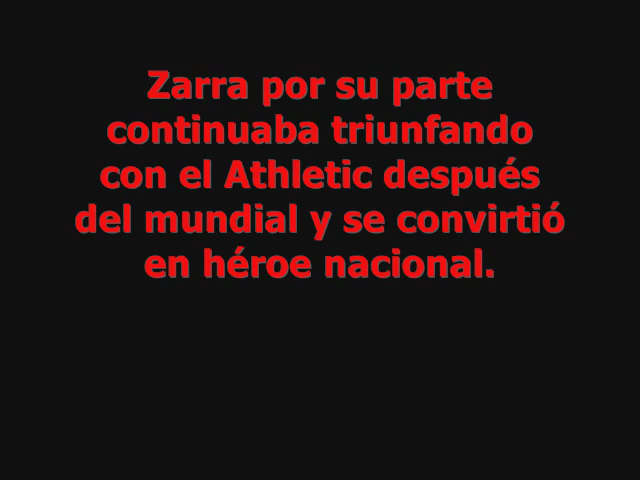 Zarra por su parte
continuaba triunfando
con el Athletic después
del mundial y se convirtió
en héroe nacional.